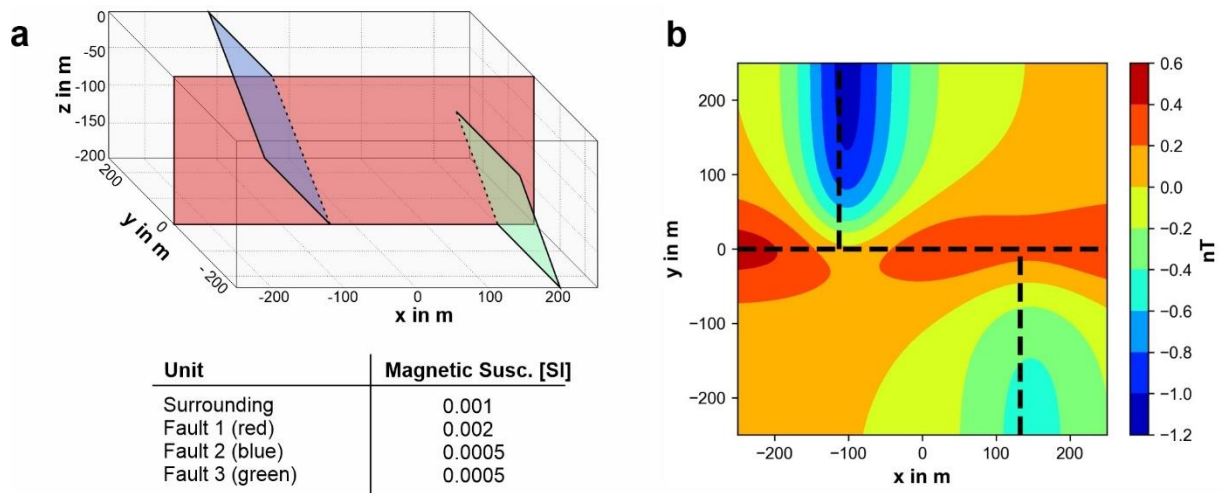 a
z in m
0
-50
-100
-150
-200
y in m
200
0
- 200
-200
-100
0
100
200
x in m
Unit Magnetic Susc. [SI]
Surrounding 0.001
Fault 1 (red) 0.002
Fault 2 (blue) 0.0005
Fault 3 (green) 0.0005
b
y in m
200
100
0
−100
−200
−200 −100 0 100 200
x in m
0.6
0.4
0.2
0.0
−0.2
−0.4
−0.6
−0.8
−1.0
−1.2
nT